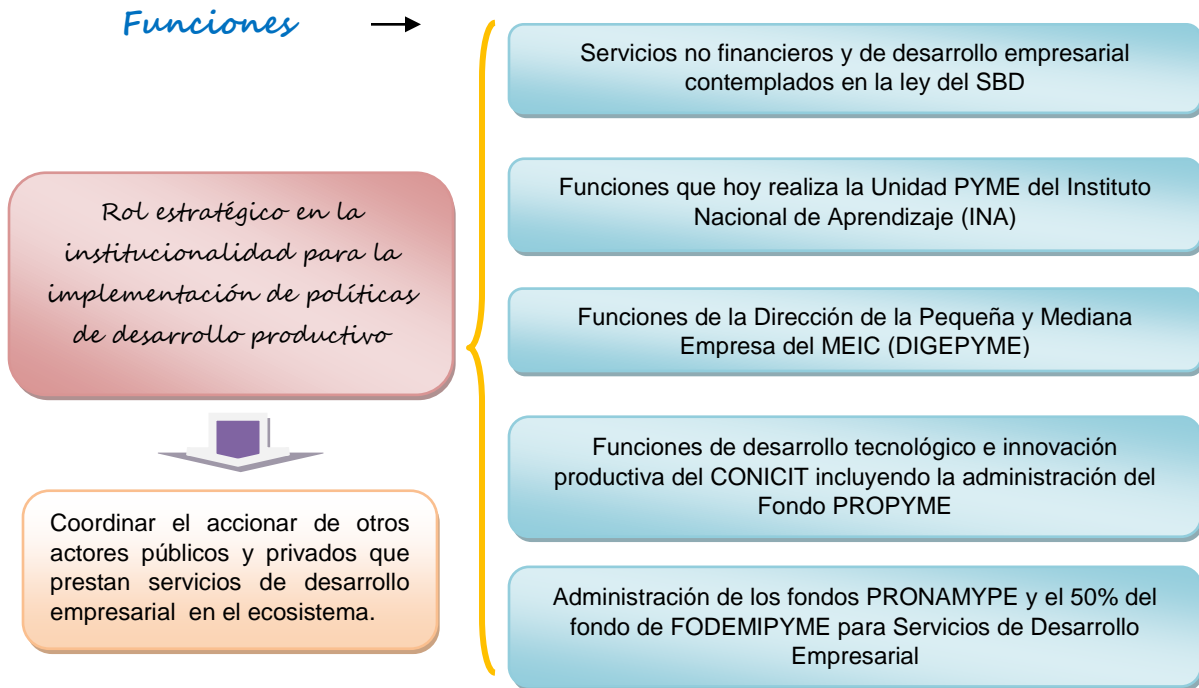 Funciones
Rol estratégico en la
institucionalidad para la
implementación de políticas
de desarrollo productivo
Coordinar el accionar de otros
actores públicos y privados que
prestan servicios de desarrollo
empresarial en el ecosistema.
Servicios no financieros y de desarrollo empresarial
contemplados en la ley del SBD
Funciones que hoy realiza la Unidad PYME del Instituto
Nacional de Aprendizaje (INA)
Funciones de la Dirección de la Pequeña y Mediana
Empresa del MEIC (DIGEPYME)
Funciones de desarrollo tecnológico e innovación
productiva del CONICIT incluyendo la administración del
Fondo PROPYME
Administración de los fondos PRONAMYPE y el 50% del
fondo de FODEMIPYME para Servicios de Desarrollo
Empresarial